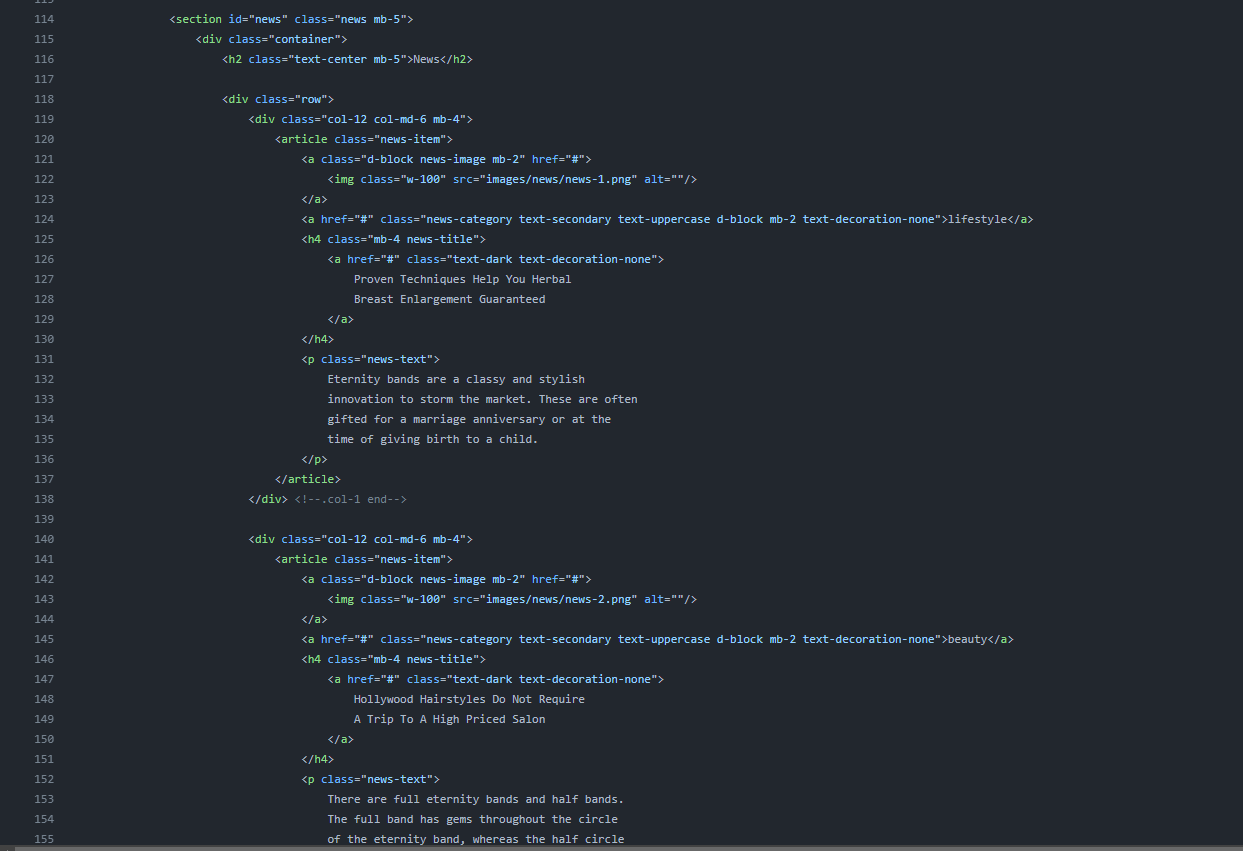 113
114 <section id="news" class="news mb-5">
115 <div class="container">
116 <h2 class="text-center mb-5">News</h2>
117
118 <div class="row">
119 <div class="col-12 col-md-6 mb-4">
120 <article class="news-item">
121 <a class="d-block news-image mb-2" href="#">
122 <img class="w-100" src="images/news/news-1.png" alt=""/>
123 </a>
124 <a href="#" class="news-category text-secondary text-uppercase d-block mb-2 text-decoration-none">lifestyle</a>
125 <h4 class="mb-4 news-title">
126 <a href="#" class="text-dark text-decoration-none">
127 Proven Techniques Help You Herbal
128 Breast Enlargement Guaranteed
129 </a>
130 </h4>
131 <p class="news-text">
132 Eternity bands are a classy and stylish
133 innovation to storm the market. These are often
134 gifted for a marriage anniversary or at the
135 time of giving birth to a child.
136 </p>
137 </article>
138 </div> <!--.col-1 end-->
139
140 <div class="col-12 col-md-6 mb-4">
141 <article class="news-item">
142 <a class="d-block news-image mb-2" href="#">
143 <img class="w-100" src="images/news/news-2.png" alt=""/>
144 </a>
145 <a href="#" class="news-category text-secondary text-uppercase d-block mb-2 text-decoration-none">beauty</a>
146 <h4 class="mb-4 news-title">
147 <a href="#" class="text-dark text-decoration-none">
148 Hollywood Hairstyles Do Not Require
149 A Trip To A High Priced Salon
150 </a>
151 </h4>
152 <p class="news-text">
153 There are full eternity bands and half bands.
154 The full band has gems throughout the circle
155 of the eternity band, whereas the half circle